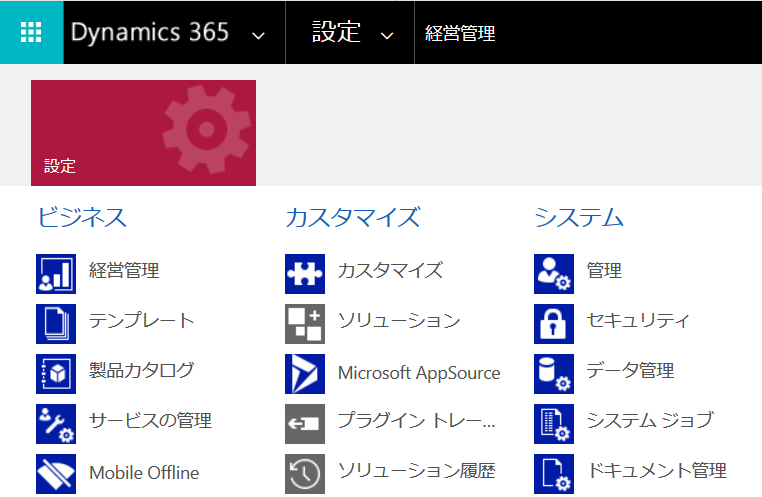 Dynamics 365 設定 経営管理
設定
ビジネス カスタマイズ システム
経営管理 カスタマイズ 管理
テンプレート ソリューション セキュリティ
製品カタログ Microsoft AppSource データ管理
サービスの管理 プラグイン トレー... システム ジョブ
Mobile Offline ソリューション履歴 ドキュメント管理